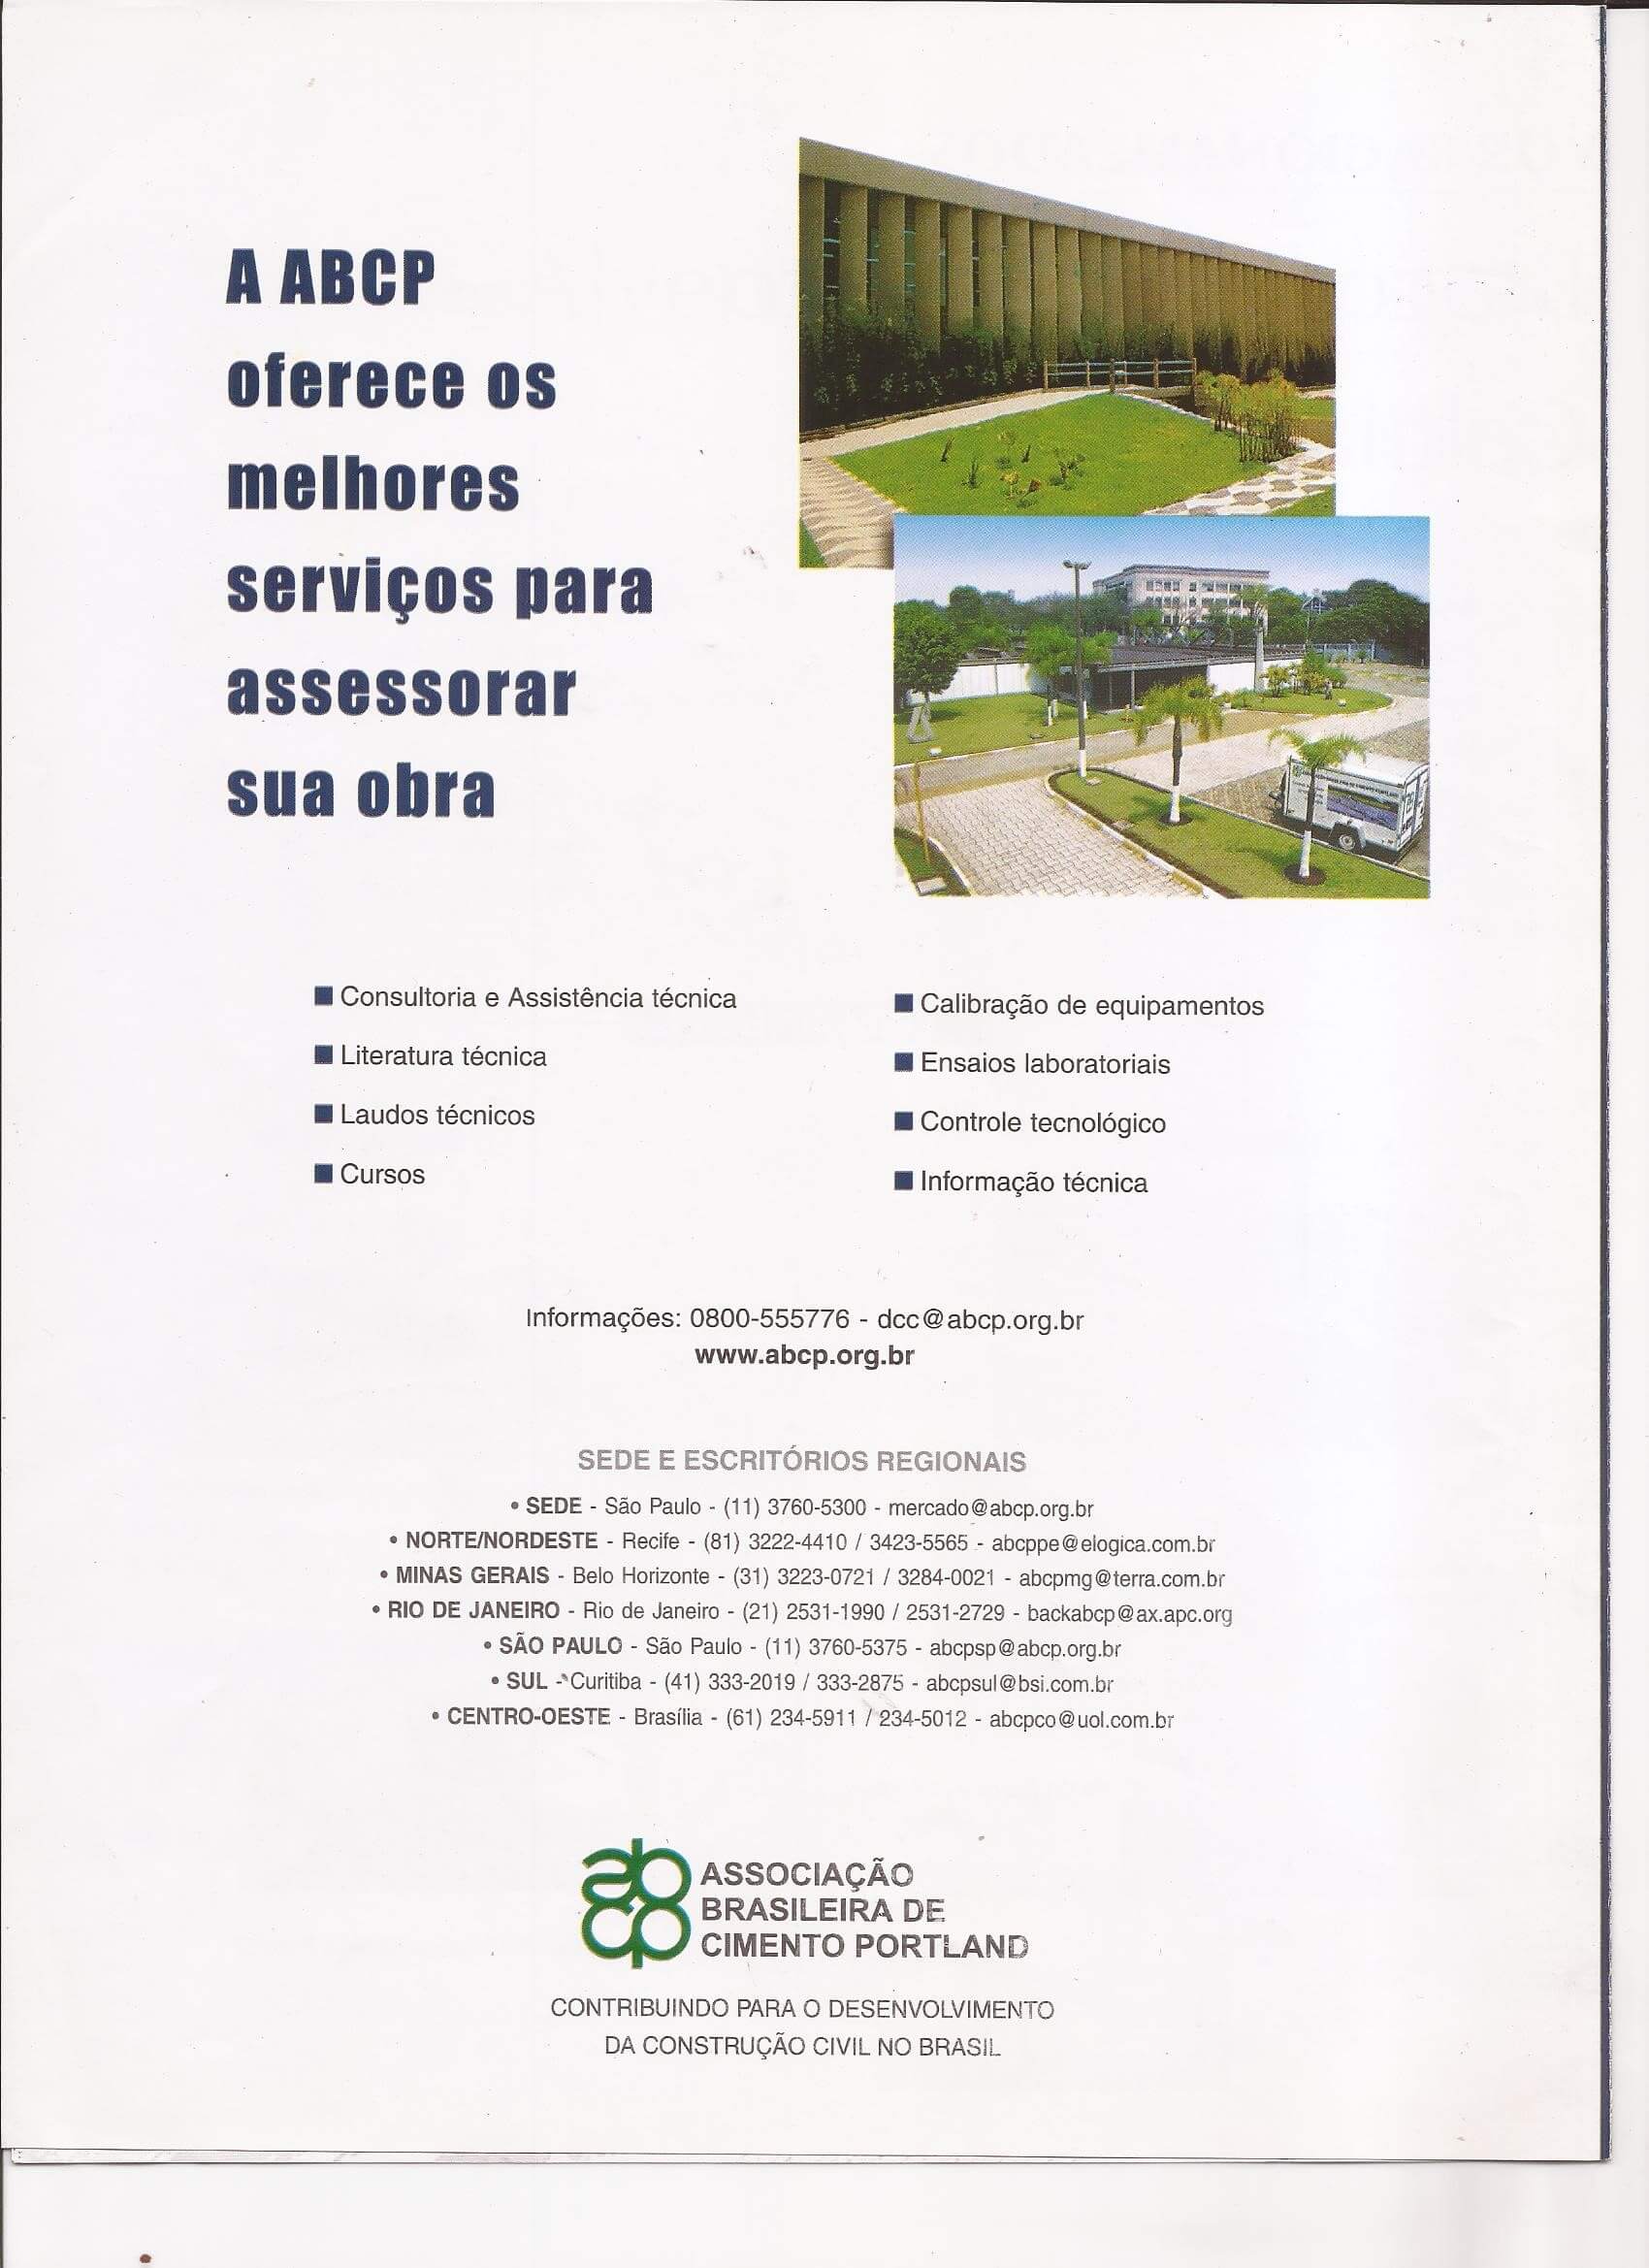 A ABCP
oferece os
melhores
serviços para
assessorar
sua obra
Consultoria e Assistência técnica
Literatura técnica
Laudos técnicos
Cursos
Calibração de equipamentos
Ensaios laboratoriais
Controle tecnológico
Informação técnica
Informações: 0800-555776 - dcc@abcp.org.br
www.abcp.org.br
SEDE E ESCRITÓRIOS REGIONAIS
• SEDE - São Paulo - (11) 3760-5300 - mercado@abcp.org.br
• NORTE/NORDESTE - Recife - (81) 3222-4410 / 3423-5565 - abcppe@elogica.com.br
• MINAS GERAIS - Belo Horizonte - (31) 3223-0721 / 3284-0021 - abcpmg@terra.com.br
• RIO DE JANEIRO - Rio de Janeiro - (21) 2531-1990 / 2531-2729 - backabcp@ax.apc.org
• SÃO PAULO - São Paulo - (11) 3760-5375 - abcpsp@abcp.org.br
• SUL - Curitiba - (41) 333-2019 / 333-2875 - abcpsul@bsi.com.br
• CENTRO-OESTE - Brasília - (61) 234-5911 / 234-5012 - abcpco@uol.com.br
abcp
ASSOCIAÇÃO
BRASILEIRA DE
CIMENTO PORTLAND
CONTRIBUINDO PARA O DESENVOLVIMENTO
DA CONSTRUÇÃO CIVIL NO BRASIL